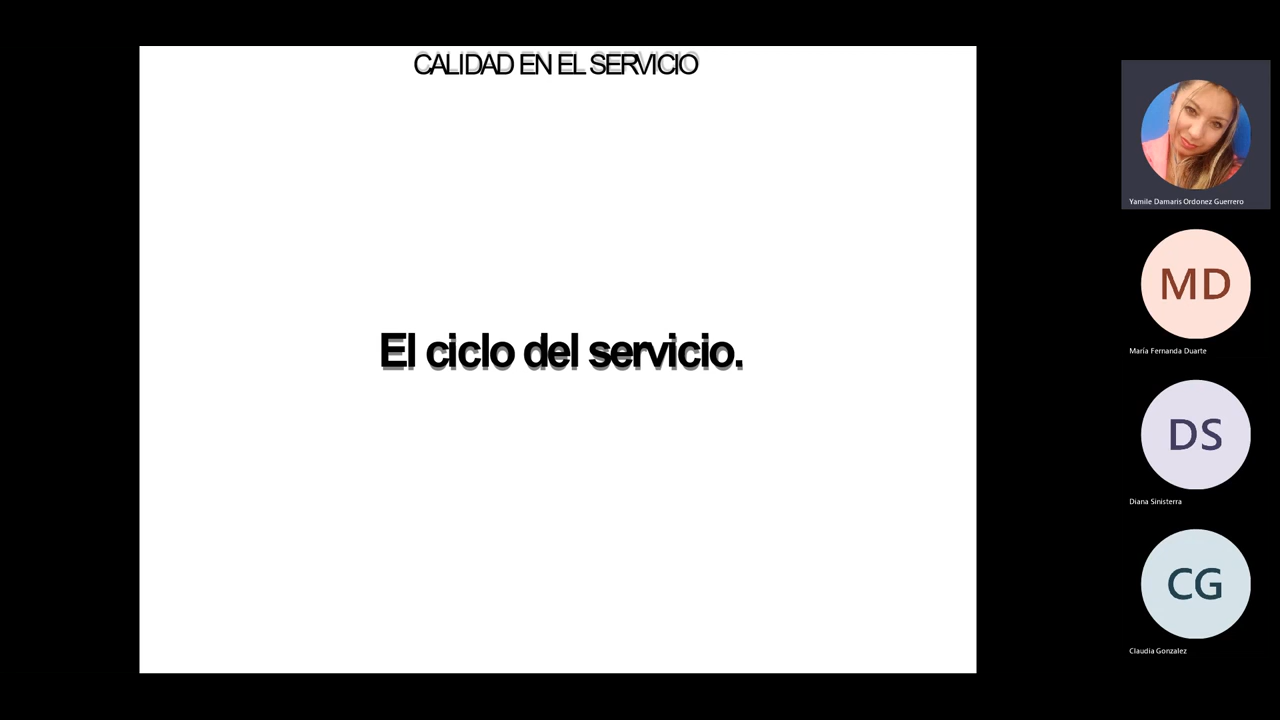 CALIDAD EN EL SERVICIO
El ciclo del servicio.
Yamile Damaris Ordonez Guerrero
MD
María Fernanda Duarte
DS
Diana Sinisterra
CG
Claudia Gonzalez